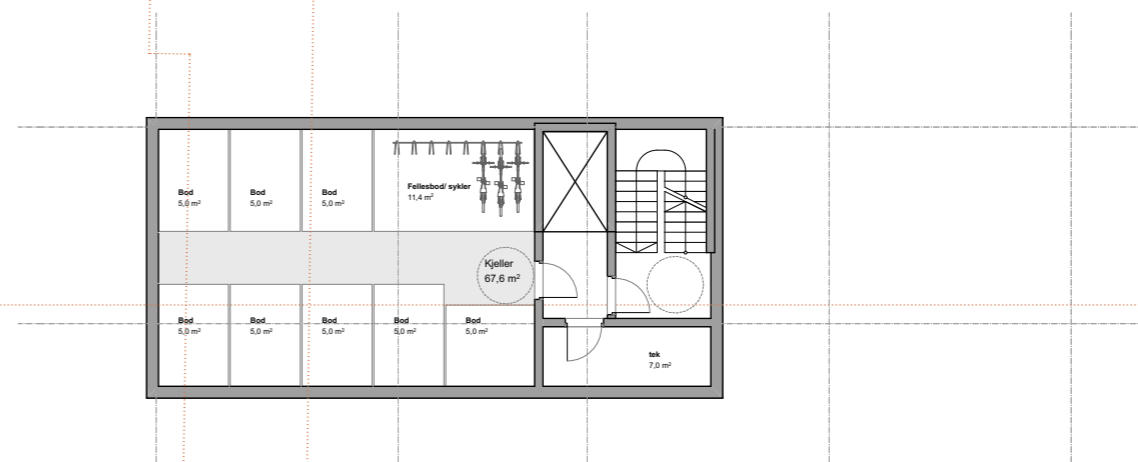 Bod
5,0 m²
Bod
5,0 m²
Bod
5,0 m²
Fellesbod/ sykler
11,4 m²
Kjeller
67,6 m²
Bod
5,0 m²
Bod
5,0 m²
Bod
5,0 m²
Bod
5,0 m²
Bod
5,0 m²
tek
7,0 m²